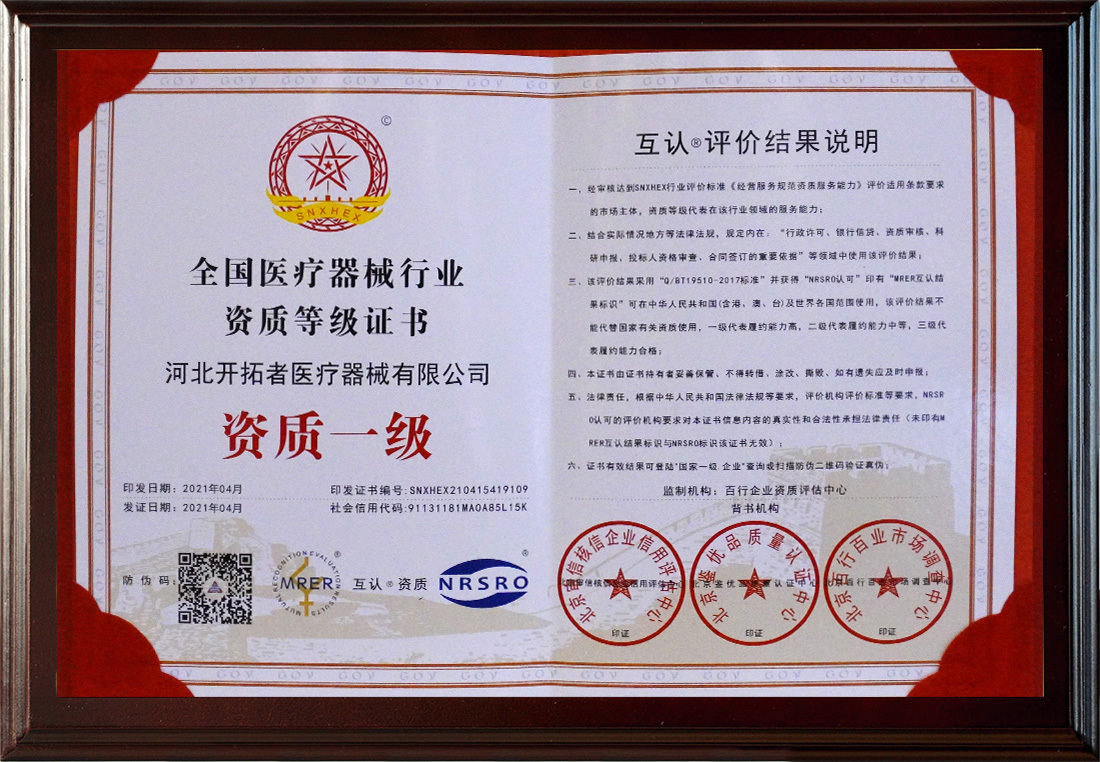 SNXHEX
全国医疗器械行业
资质等级证书
河北开拓者医疗器械有限公司
资质一级
印发日期：2021年04月
印发证书编号:SNXHEX210415419109
发证日期：2021年04月
社会信用代码:91131181MA0A85L15K
防伪码：
MRER
MUTUAL RECOGNITION EVALUATION RESULTS
互认®资质
NRSRO
互认®评价结果说明
一、经审核达到SNXHEX行业评价标准《经营服务规范资质服务能力》评价适用条款要求
的市场主体，资质等级代表在该行业领域的服务能力；
二、结合实际情况地方等法律法规，规定内在："行政许可、银行信贷、资质审核、科
研申报、投标人资格审查、合同签订的重要依据"等领域中使用该评价结果；
三、该评价结果采用"Q/BT19510-2017标准"并获得"NRSRO认可"印有"MRER互认结
果标识"可在中华人民共和国(含港、澳、台)及世界各国范围使用，该评价结果不
能代替国家有关资质使用，一级代表履约能力高，二级代表履约能力中等，三级代
表履约能力合格；
四、本证书由证书持有者妥善保管、不得转借、涂改、撕毁、如有遗失应及时申报；
五、法律责任，根据中华人民共和国法律法规等要求，评价机构评价标准等要求，NRSR
O认可的评价机构要求对本证书信息内容的真实性和合法性承担法律责任（未印有M
RER互认结果标识与NRSRO标识该证书无效）；
六、证书有效结果可登陆"国家一级.企业"查询或扫描防伪二维码验证真伪；
监制机构：百行企业资质评估中心
背书机构
信核信企业信用评估中心
印证
北京鉴优品质量认证中心
印证
北京百行百业市场调查中心
印证